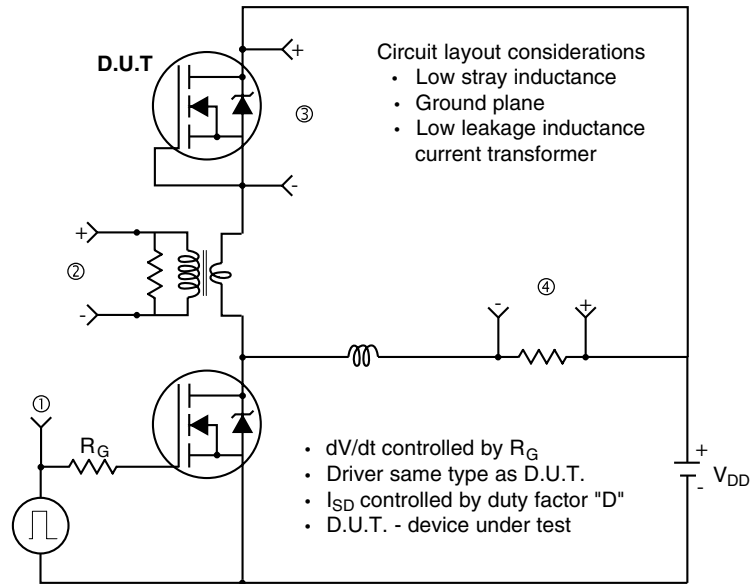 D.U.T
+
Circuit layout considerations
• Low stray inductance
• Ground plane
• Low leakage inductance
current transformer
③
-
+
②
-
④
- +
①
R_G
• dV/dt controlled by R_G
• Driver same type as D.U.T.
• I_SD controlled by duty factor "D"
• D.U.T. - device under test
+
V_DD
-